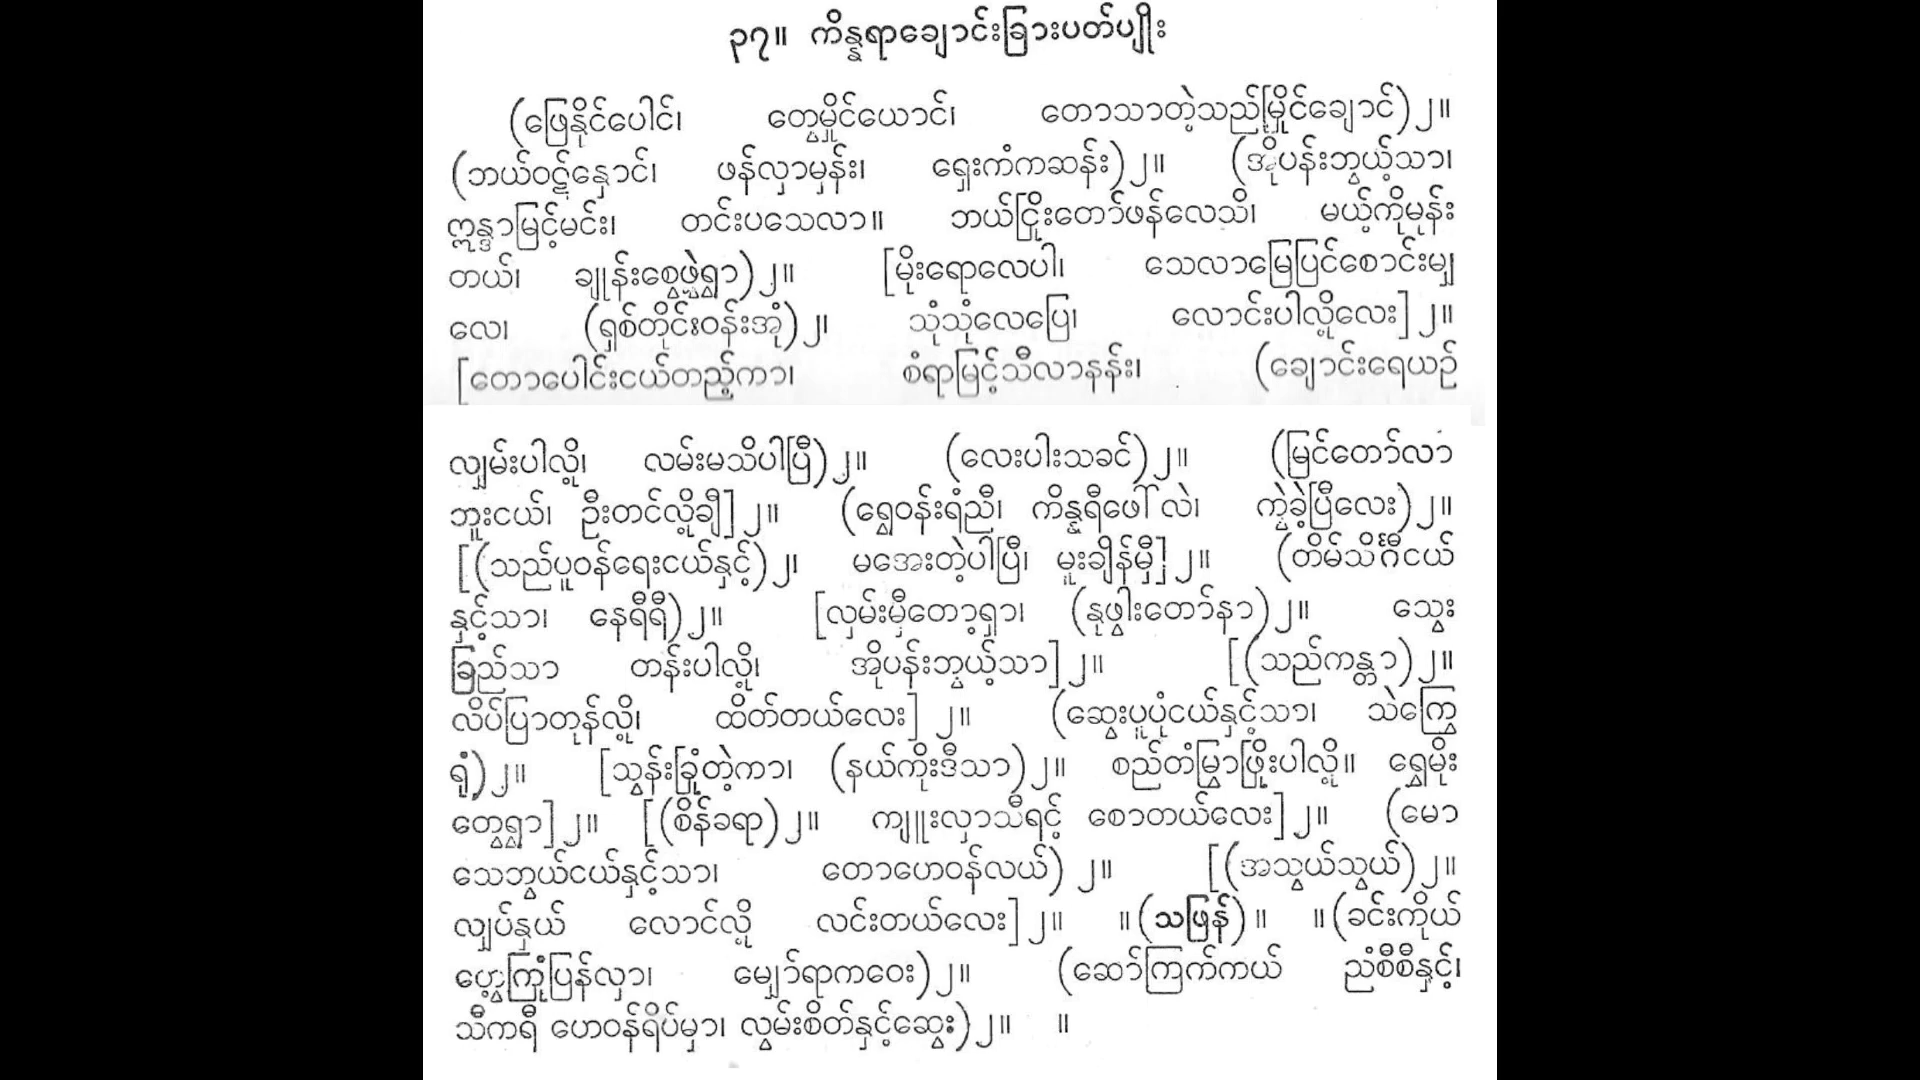 ၃၇။ ကိန္နရာချောင်းခြားပတ်ပျိုး
(ဖြေနိုင်ပေါင်၊ တွေ့မှိုင်ယောင်၊ တောသာတွဲသည်မြှိုင်ချောင်)၂။
(ဘယ်ဝဋ်နှောင်၊ ဖန်လှာမှန်း၊ ရှေးကံကဆန်း)၂။ (အိုပန်းဘွယ့်သာ၊
ဣန္ဒာမြင့်မင်း၊ တင်းပသေလာ။ ဘယ်ငြိုးတော်ဖန်လေသိ၊ မယ့်ကိုမုန်း
တယ်၊ ချုန်းစွေ့ဖွဲ့ရွှာ)၂။ [မိုးရောလေပါ၊ သေလာမြေပြင်စောင်းမျှ
လေ၊ (ရှစ်တိုင်းဝန်းအုံ)၂၊ သုံသုံလေပြေ၊ လောင်းပါလို့လေး]၂။
[တောပေါင်းငယ်တည့်ကာ၊ စံရာမြင့်သီလာနန်း၊ (ချောင်းရေယဉ်
လျှမ်းပါလို့၊ လမ်းမသိပါပြီ)၂။ (လေးပါးသခင်)၂။ (မြင်တော်လာ
ဘူးငယ်၊ ဦးတင်လို့ချီ]၂။ (ရွှေဝန်းရံညီ၊ ကိန္နရီဖော်လဲ၊ ကွဲခဲ့ပြီလေး)၂။
[(သည်ပူဝန်ရေးငယ်နှင့်)၂၊ မအေးတဲ့ပါပြီ၊ မူးချိန်မှီ]၂။ (တိမ်သိင်္ဂီငယ်
နှင့်သာ၊ နေရီရီ)၂။ [လှမ်းမှီတော့ရှာ၊ (နုဖွါးတော်နာ)၂။ သွေး
ခြည်သာ တန်းပါလို့၊ အိုပန်းဘွယ့်သာ]၂။ [(သည်ကန္တာ)၂။
လိပ်ပြာတုန်လို့၊ ထိတ်တယ်လေး]၂။ (ဆွေးပူပုံငယ်နှင့်သာ၊ သဲကြွေ
ရုံ)၂။ [သွန်းခြုံတဲ့ကာ၊ (နယ်ကိုးဒီသာ)၂။ စည်တံမြွှာဖြိုးပါလို့။ ရွှေမိုး
တွေ့ရွှာ]၂။ [(စိန်ခရာ)၂။ ကျူးလှာသီရင့် စောတယ်လေး]၂။ (မော
သေဘွယ်ငယ်နှင့်သာ၊ တောဟေဝန်လယ်)၂။ [(အသွယ်သွယ်)၂။
လျှပ်နှယ် လောင်လို့ လင်းတယ်လေး]၂။ ။(သဖြန်)။ ။(ခင်းကိုယ်
ပွေ့ကြုံပြန်လှာ၊ မျှော်ရာကဝေး)၂။ (ဆော်ကြက်ကယ် ညံစီစီနှင့်၊
သီကရီ ဟေဝန်ရိပ်မှာ၊ လွမ်းစိတ်နှင့်ဆွေး)၂။ ။